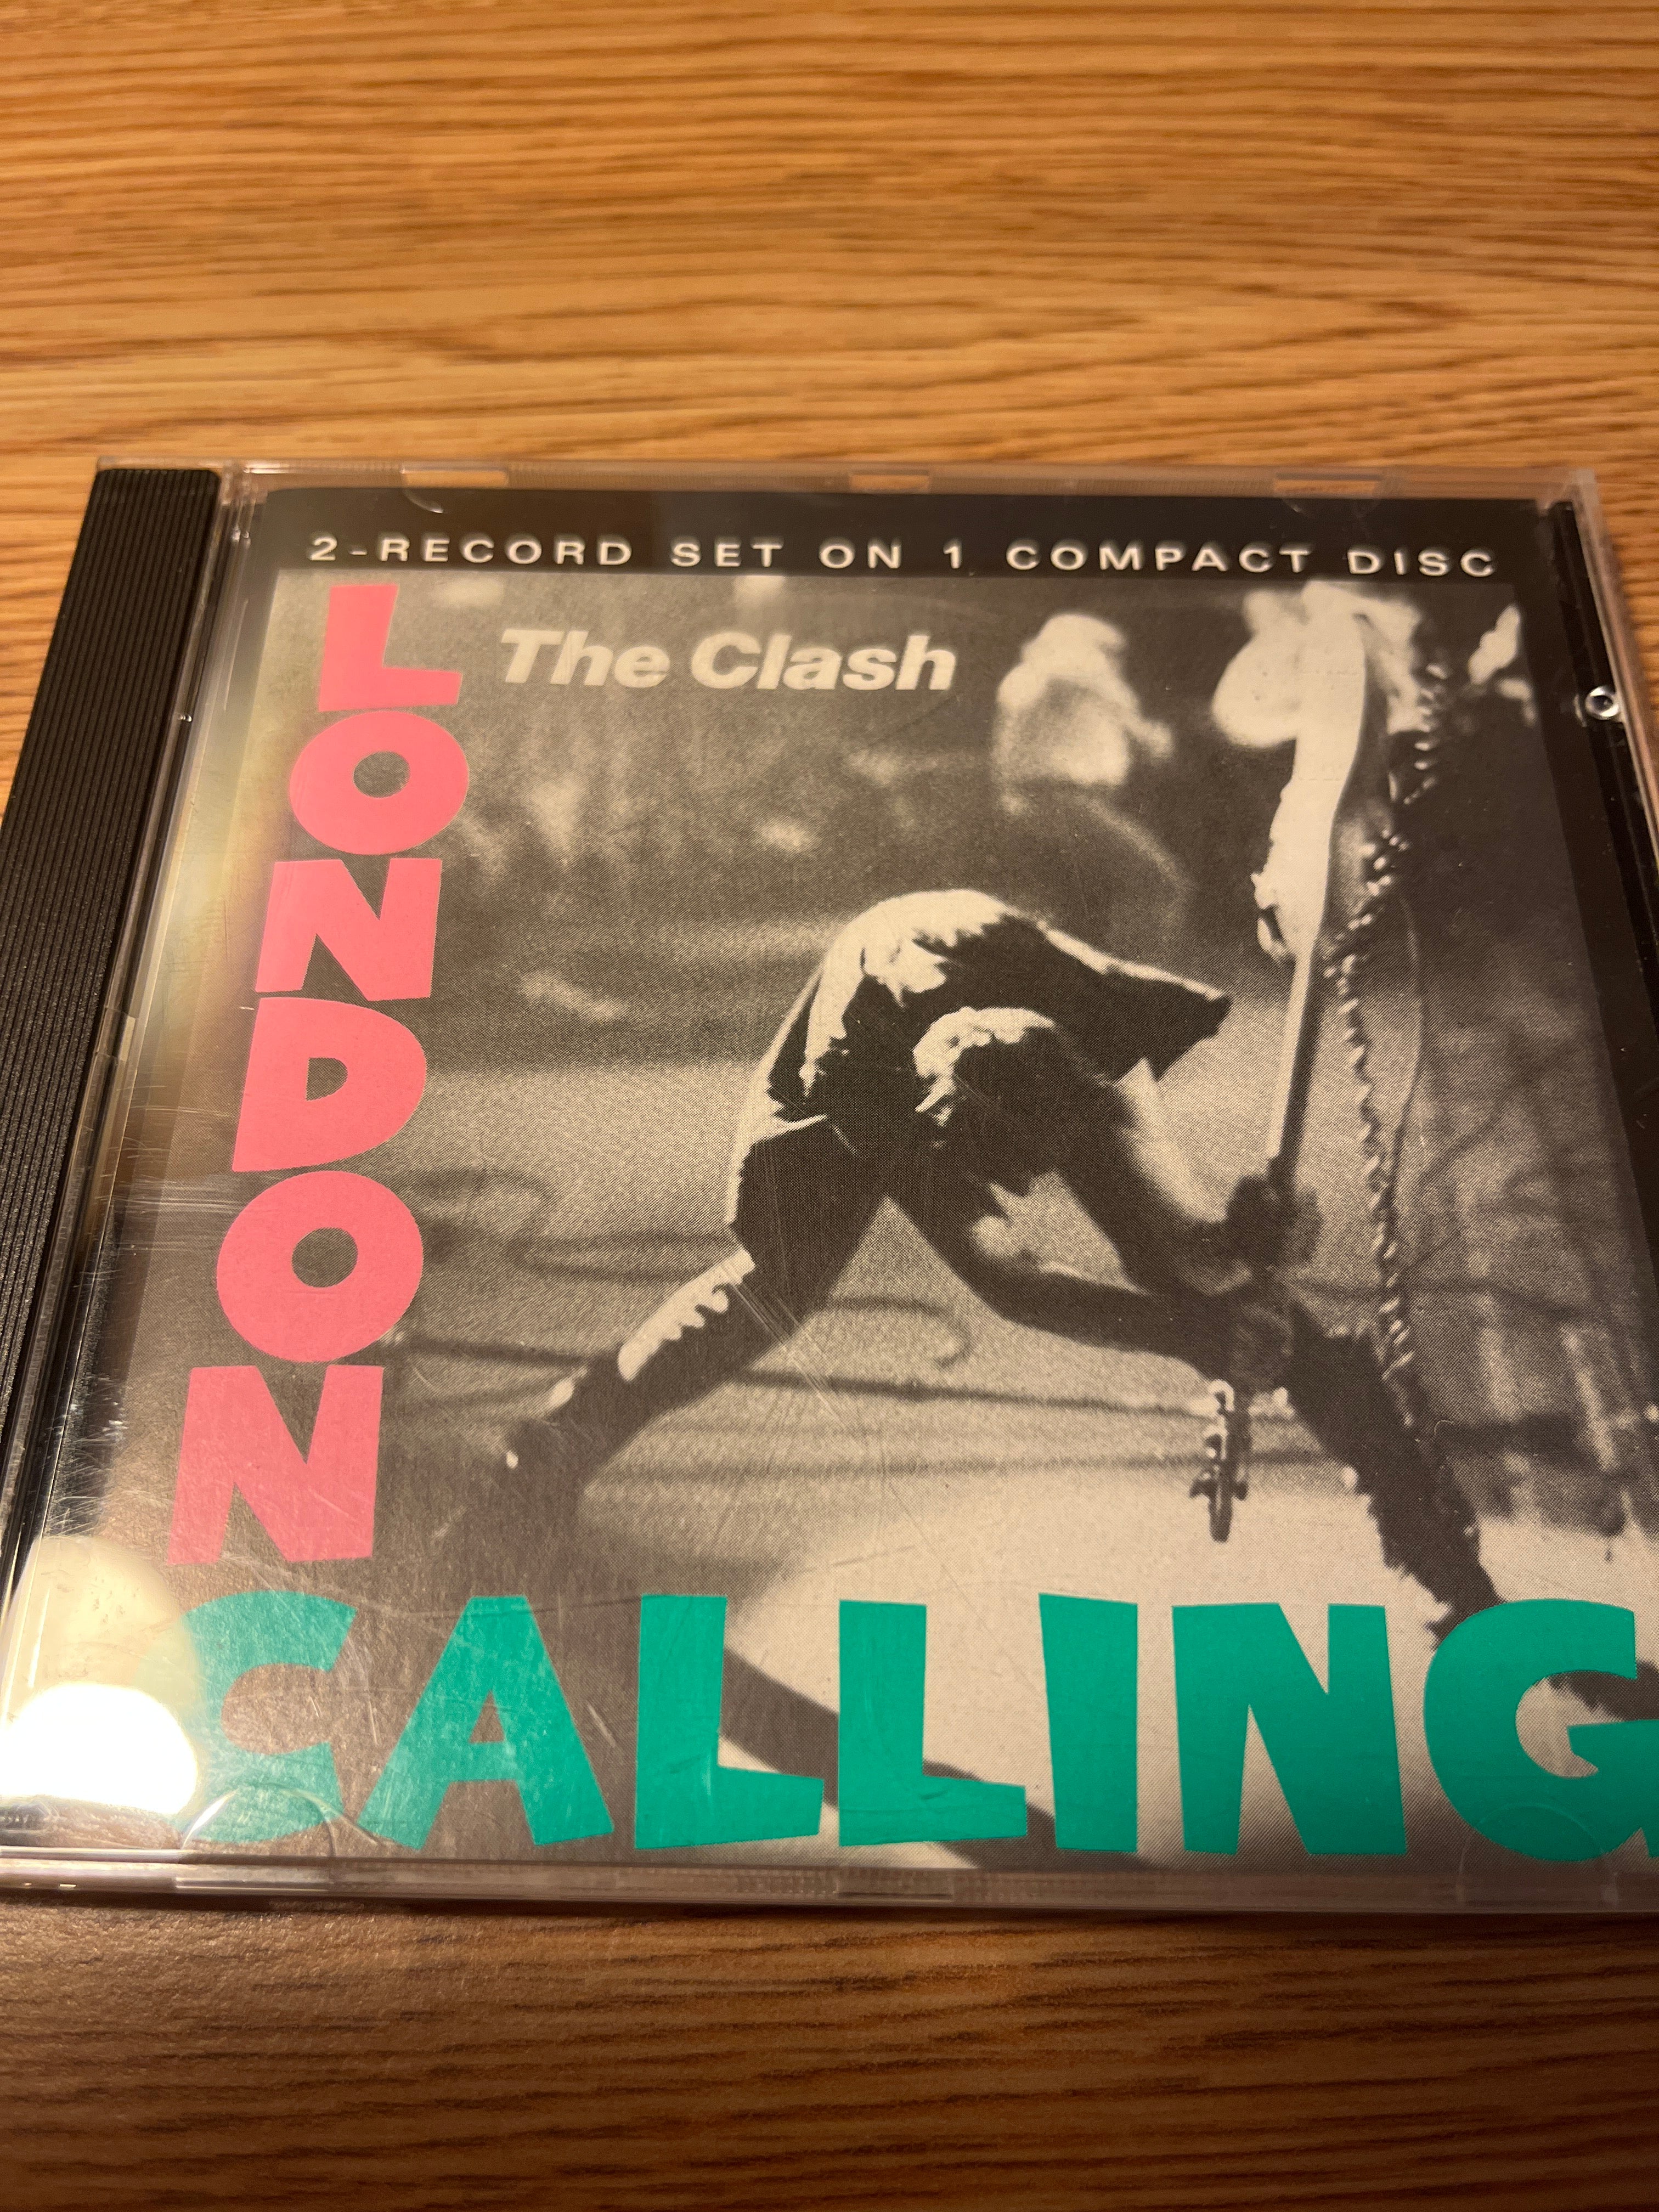 2-RECORD SET ON 1 COMPACT DISC
The Clash
LONDON
CALLING